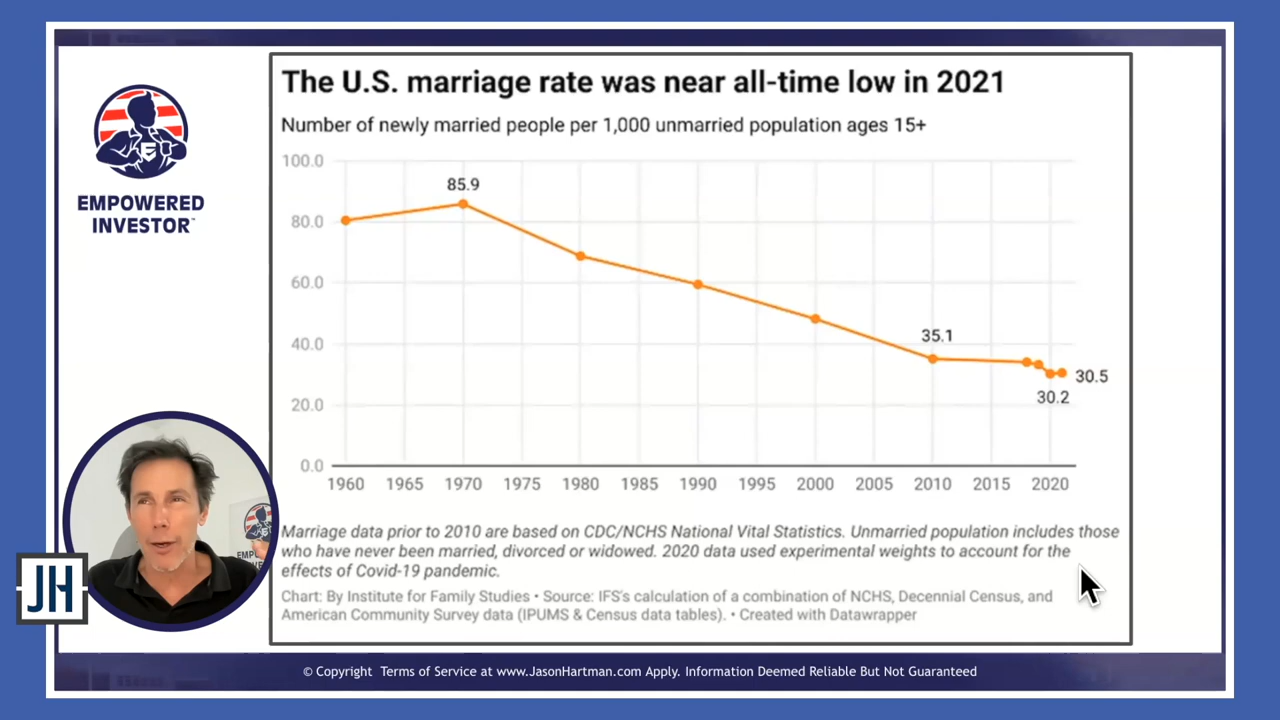 EMPOWERED
INVESTOR™
The U.S. marriage rate was near all-time low in 2021
Number of newly married people per 1,000 unmarried population ages 15+
100.0
80.0
60.0
40.0
20.0
0.0
85.9
35.1
30.5
30.2
1960 1965 1970 1975 1980 1985 1990 1995 2000 2005 2010 2015 2020
Marriage data prior to 2010 are based on CDC/NCHS National Vital Statistics. Unmarried population includes those
who have never been married, divorced or widowed. 2020 data used experimental weights to account for the
effects of Covid-19 pandemic.
Chart: By Institute for Family Studies • Source: IFS's calculation of a combination of NCHS, Decennial Census, and
American Community Survey data (IPUMS & Census data tables). • Created with Datawrapper
JH
© Copyright Terms of Service at www.JasonHartman.com Apply. Information Deemed Reliable But Not Guaranteed